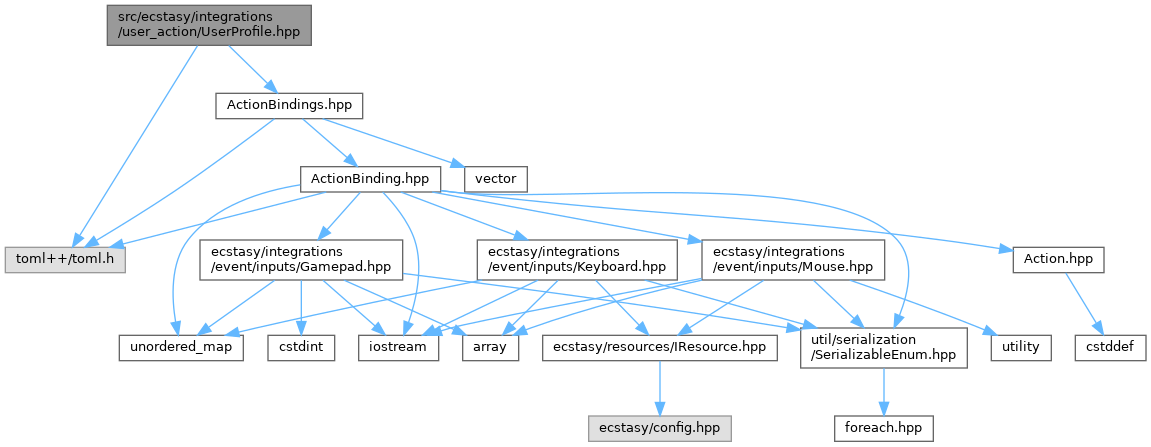 src/ecstasy/integrations
/user_action/UserProfile.hpp
ActionBindings.hpp
ActionBinding.hpp
vector
toml++/toml.h
ecstasy/integrations
/event/inputs/Gamepad.hpp
ecstasy/integrations
/event/inputs/Keyboard.hpp
ecstasy/integrations
/event/inputs/Mouse.hpp
Action.hpp
unordered_map
cstdint
iostream
array
ecstasy/resources/IResource.hpp
util/serialization
/SerializableEnum.hpp
utility
cstddef
ecstasy/config.hpp
foreach.hpp